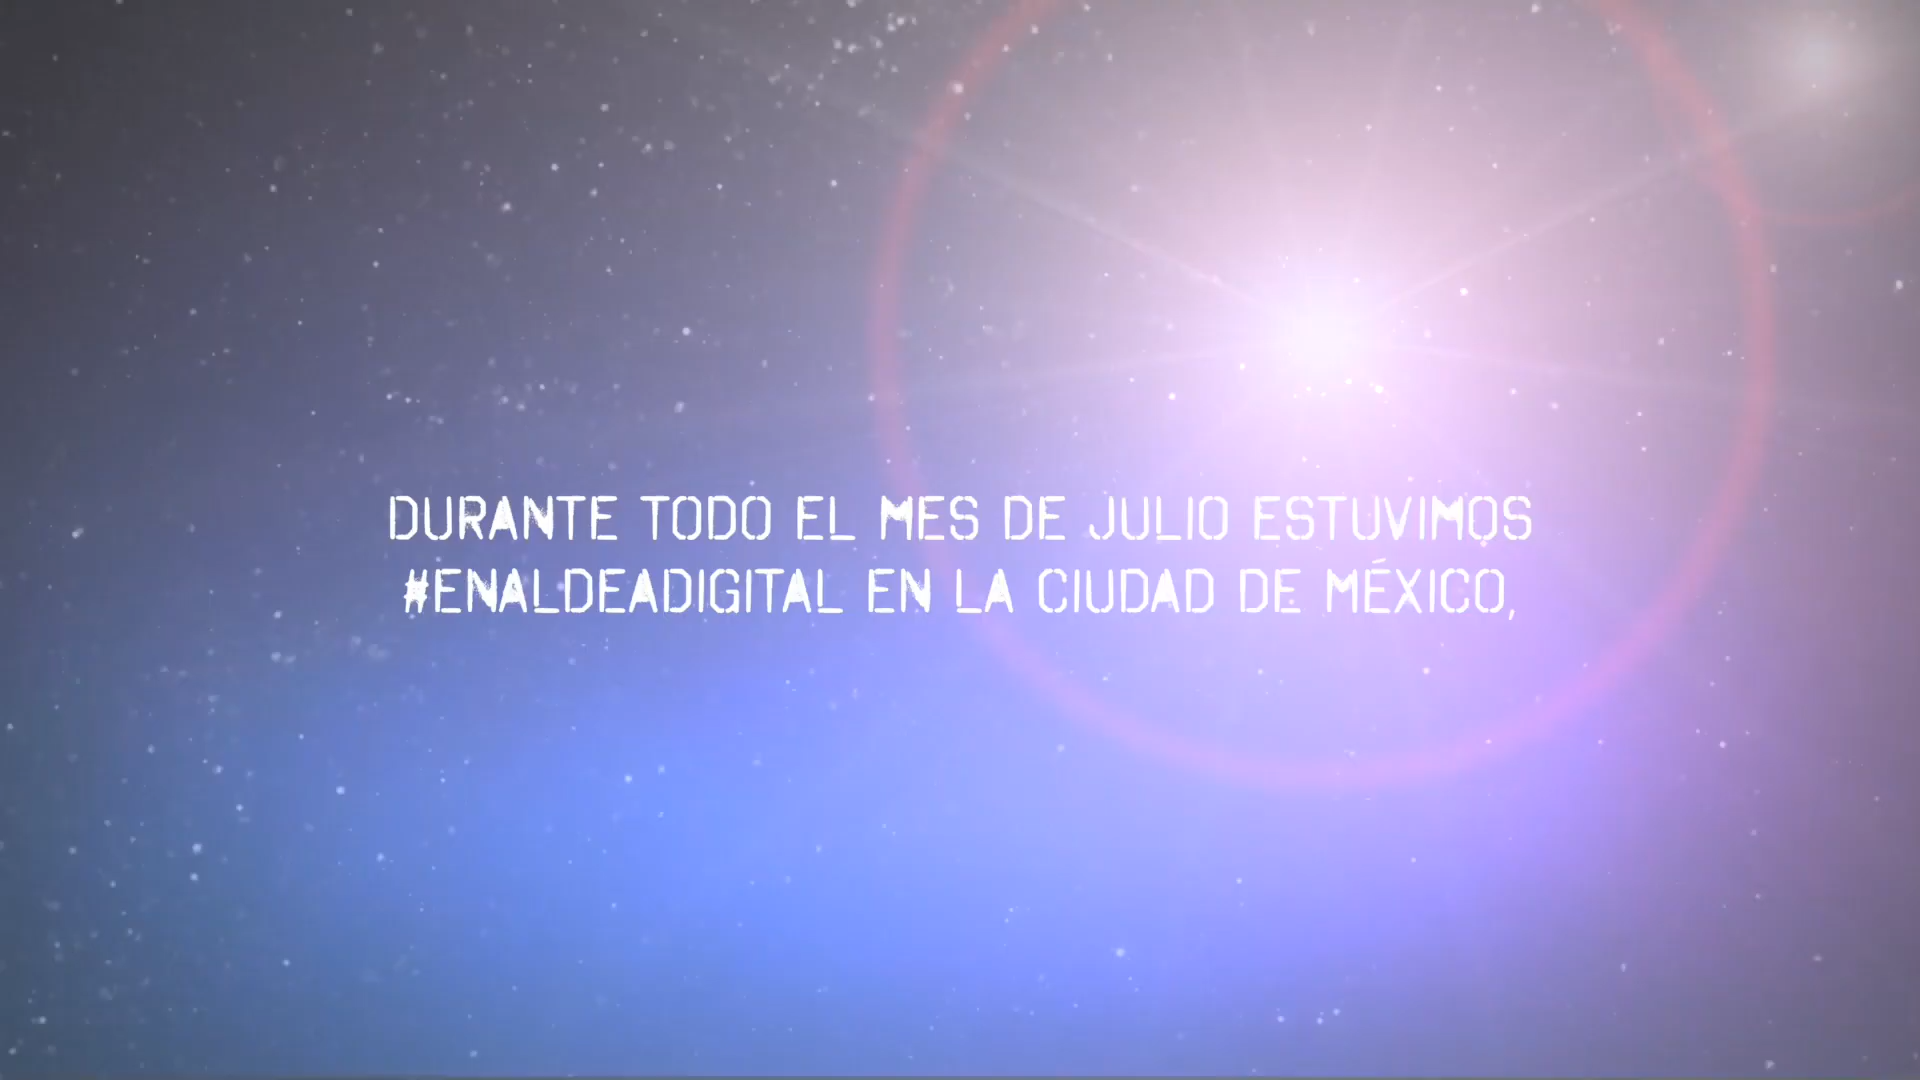 DURANTE TODO EL MES DE JULIO ESTUVIMOS
#ENALDEADIGITAL EN LA CIUDAD DE MÉXICO,